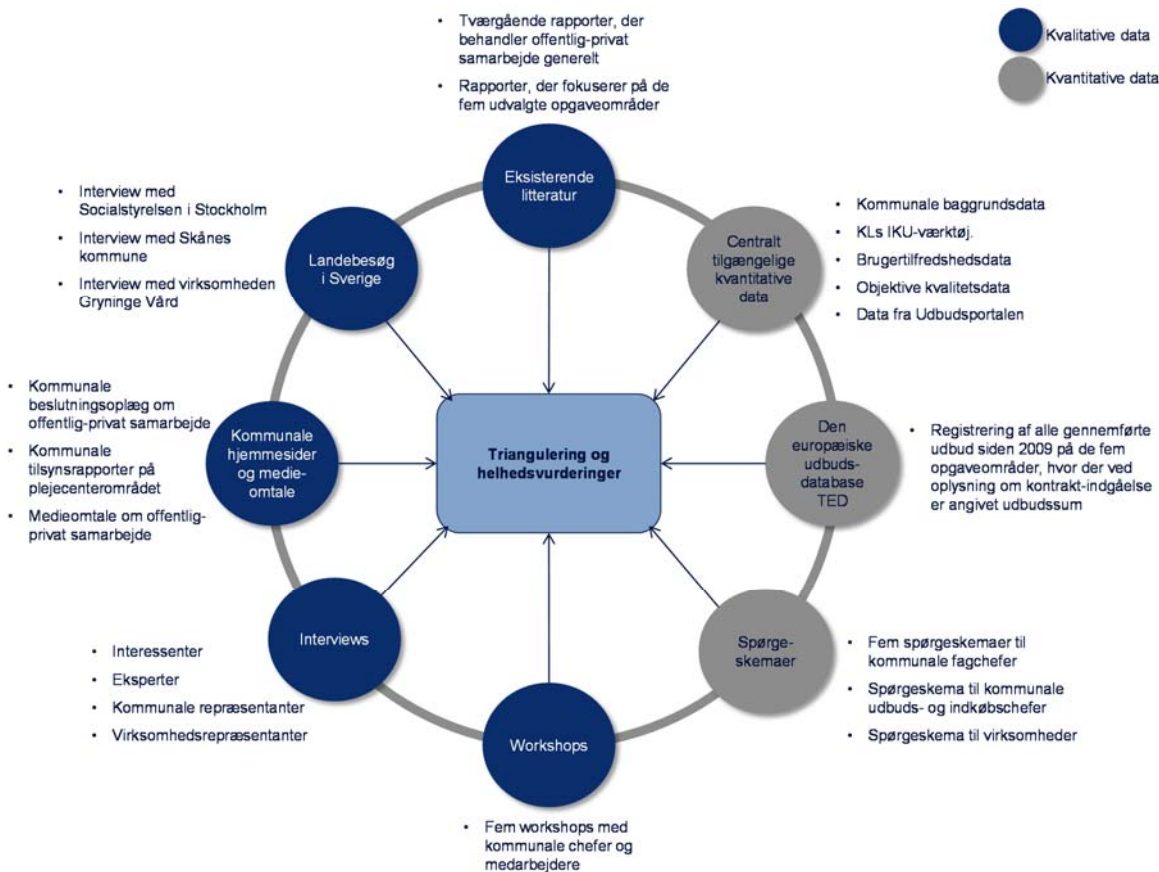 • Tværgående rapporter, der
behandler offentlig-privat
samarbejde generelt
• Rapporter, der fokuserer på de
fem udvalgte opgaveområder
Kvalitative data
Kvantitative data
Eksisterende
litteratur
• Interview med
Socialstyrelsen i Stockholm
• Interview med Skånes
kommune
• Interview med virksomheden
Gryninge Vård
Landebesøg
i Sverige
Centralt
tilgængelige
kvantitative
data
• Kommunale baggrundsdata
• KLs IKU-værktøj.
• Brugertilfredshedsdata
• Objektive kvalitetsdata
• Data fra Udbudsportalen
• Kommunale
beslutningsoplæg om
offentlig-privat samarbejde
• Kommunale
tilsynsrapporter på
plejecenterområdet
• Medieomtale om offentlig-
privat samarbejde
Kommunale
hjemmesider
og medie-
omtale
Triangulering og
helhedsvurderinger
Den
europæiske
udbuds-
database
TED
• Registrering af alle gennemførte
udbud siden 2009 på de fem
opgaveområder, hvor der ved
oplysning om kontrakt-indgåelse
er angivet udbudssum
Interviews
• Interessenter
• Eksperter
• Kommunale repræsentanter
• Virksomhedsrepræsentanter
Spørge-
skemaer
• Fem spørgeskemaer til
kommunale fagchefer
• Spørgeskema til kommunale
udbuds- og indkøbschefer
• Spørgeskema til virksomheder
Workshops
• Fem workshops med
kommunale chefer og
medarbejdere